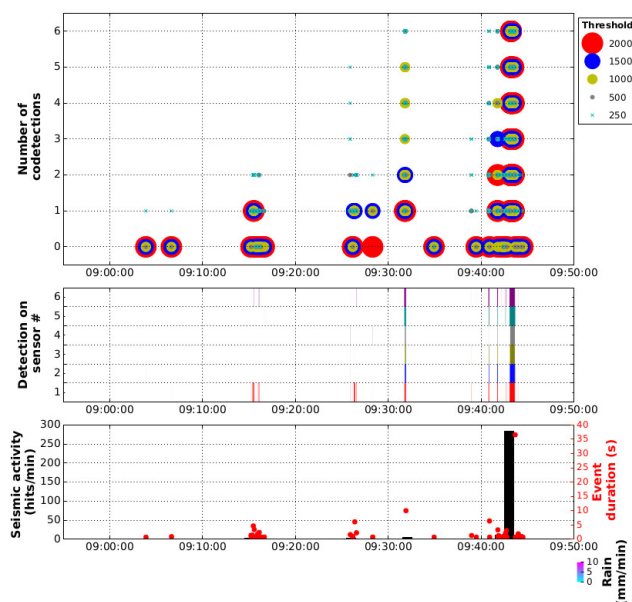 Threshold
2000
1500
1000
500
250
Number of
codetections
6
5
4
3
2
1
0
09:00:00 09:10:00 09:20:00 09:30:00 09:40:00 09:50:00
Detection on
sensor #
6
5
4
3
2
1
09:00:00 09:10:00 09:20:00 09:30:00 09:40:00 09:50:00
Seismic activity
(hits/min)
300
250
200
150
100
50
0
40
35
30
25
20
15
10
5
0
Event
duration (s)
09:00:00 09:10:00 09:20:00 09:30:00 09:40:00 09:50:00
10
5
0
Rain
(mm/min)